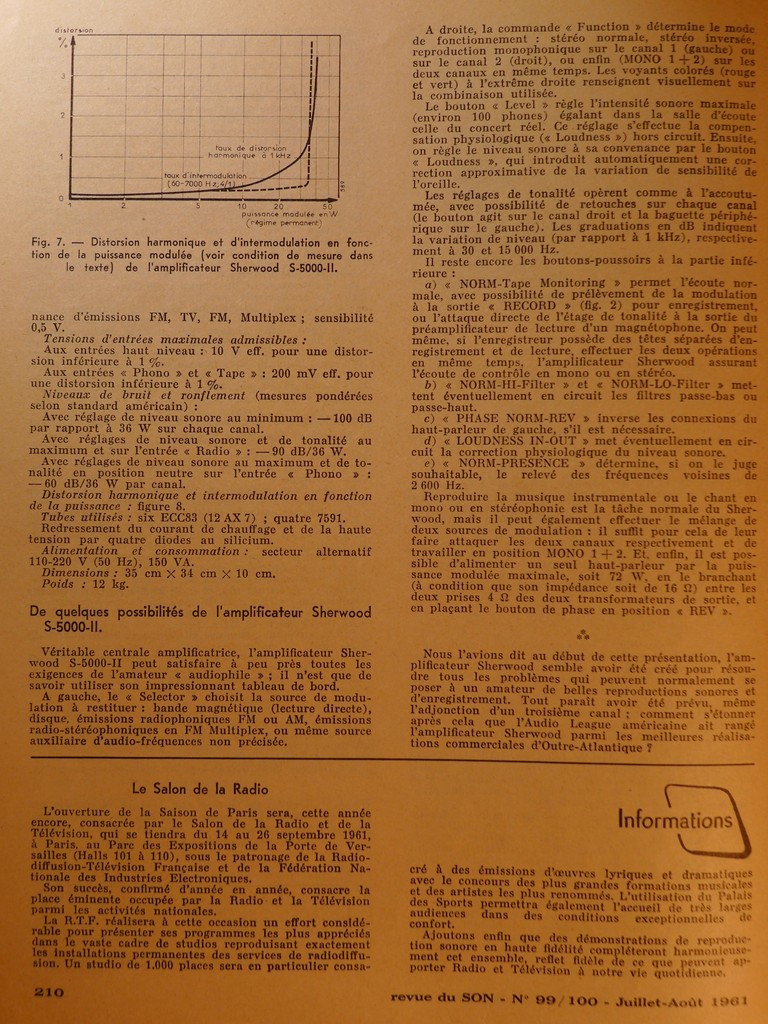 distorsion
%
3
2
1
0
taux de distorsion
harmonique à 1 kHz
taux d'intermodulation
(60-7000 Hz; 4/1)
1 2 5 10 20 50
puissance modulée en W
(régime permanent)
Fig. 7. — Distorsion harmonique et d'intermodulation en fonc-
tion de la puissance modulée (voir condition de mesure dans
le texte) de l'amplificateur Sherwood S-5000-II.
nance d'émissions FM, TV, FM, Multiplex ; sensibilité
0,5 V.
Tensions d'entrées maximales admissibles :
Aux entrées haut niveau : 10 V eff. pour une distor-
sion inférieure à 1 %.
Aux entrées « Phono » et « Tape » : 200 mV eff. pour
une distorsion inférieure à 1 %.
Niveaux de bruit et ronflement (mesures pondérées
selon standard américain) :
Avec réglage de niveau sonore au minimum : — 100 dB
par rapport à 36 W sur chaque canal.
Avec réglages de niveau sonore et de tonalité au
maximum et sur l'entrée « Radio » : — 90 dB/36 W.
Avec réglages de niveau sonore au maximum et de to-
nalité en position neutre sur l'entrée « Phono » :
— 60 dB/36 W par canal.
Distorsion harmonique et intermodulation en fonction
de la puissance : figure 8.
Tubes utilisés : six ECC83 (12 AX 7) ; quatre 7591.
Redressement du courant de chauffage et de la haute
tension par quatre diodes au silicium.
Alimentation et consommation : secteur alternatif
110-220 V (50 Hz), 150 VA.
Dimensions : 35 cm × 34 cm × 10 cm.
Poids : 12 kg.
De quelques possibilités de l'amplificateur Sherwood
S-5000-II.
Véritable centrale amplificatrice, l'amplificateur Sher-
wood S-5000-II peut satisfaire à peu près toutes les
exigences de l'amateur « audiophile » ; il n'est que de
savoir utiliser son impressionnant tableau de bord.
A gauche, le « Selector » choisit la source de modu-
lation à restituer : bande magnétique (lecture directe),
disque, émissions radiophoniques FM ou AM, émissions
radio-stéréophoniques en FM Multiplex, ou même source
auxiliaire d'audio-fréquences non précisée.
A droite, la commande « Function » détermine le mode
de fonctionnement : stéréo normale, stéréo inversée,
reproduction monophonique sur le canal 1 (gauche) ou
sur le canal 2 (droit), ou enfin (MONO 1 + 2) sur les
deux canaux en même temps. Les voyants colorés (rouge
et vert) à l'extrême droite renseignent visuellement sur
la combinaison utilisée.
Le bouton « Level » règle l'intensité sonore maximale
(environ 100 phones) égalant dans la salle d'écoute
celle du concert réel. Ce réglage s'effectue la compen-
sation physiologique (« Loudness ») hors circuit. Ensuite,
on règle le niveau sonore à sa convenance par le bouton
« Loudness », qui introduit automatiquement une cor-
rection approximative de la variation de sensibilité de
l'oreille.
Les réglages de tonalité opèrent comme à l'accoutu-
mée, avec possibilité de retouches sur chaque canal
(le bouton agit sur le canal droit et la baguette périphé-
rique sur le gauche). Les graduations en dB indiquent
la variation de niveau (par rapport à 1 kHz), respective-
ment à 30 et 15 000 Hz.
Il reste encore les boutons-poussoirs à la partie infé-
rieure :
a) « NORM-Tape Monitoring » permet l'écoute nor-
male, avec possibilité de prélèvement de la modulation
à la sortie « RECORD » (fig. 2) pour enregistrement,
ou l'attaque directe de l'étage de tonalité à la sortie du
préamplificateur de lecture d'un magnétophone. On peut
même, si l'enregistreur possède des têtes séparées d'en-
registrement et de lecture, effectuer les deux opérations
en même temps, l'amplificateur Sherwood assurant
l'écoute de contrôle en mono ou en stéréo.
b) « NORM-HI-Filter » et « NORM-LO-Filter » met-
tent éventuellement en circuit les filtres passe-bas ou
passe-haut.
c) « PHASE NORM-REV » inverse les connexions du
haut-parleur de gauche, s'il est nécessaire.
d) « LOUDNESS IN-OUT » met éventuellement en cir-
cuit la correction physiologique du niveau sonore.
e) « NORM-PRESENCE » détermine, si on le juge
souhaitable, le relevé des fréquences voisines de
2 600 Hz.
Reproduire la musique instrumentale ou le chant en
mono ou en stéréophonie est la tâche normale du Sher-
wood, mais il peut également effectuer le mélange de
deux sources de modulation : il suffit pour cela de leur
faire attaquer les deux canaux respectivement et de
travailler en position MONO 1 + 2. Et, enfin, il est pos-
sible d'alimenter un seul haut-parleur par la puis-
sance modulée maximale, soit 72 W, en le branchant
(à condition que son impédance soit de 16 Ω) entre les
deux prises 4 Ω des deux transformateurs de sortie, et
en plaçant le bouton de phase en position « REV ».
⁂
Nous l'avions dit au début de cette présentation, l'am-
plificateur Sherwood semble avoir été créé pour résou-
dre tous les problèmes qui peuvent normalement se
poser à un amateur de belles reproductions sonores et
d'enregistrement. Tout paraît avoir été prévu, même
l'adjonction d'un troisième canal ; comment s'étonner
après cela que l'Audio League américaine ait rangé
l'amplificateur Sherwood parmi les meilleures réalisa-
tions commerciales d'Outre-Atlantique ?
Le Salon de la Radio
L'ouverture de la Saison de Paris sera, cette année
encore, consacrée par le Salon de la Radio et de la
Télévision, qui se tiendra du 14 au 26 septembre 1961,
à Paris, au Parc des Expositions de la Porte de Ver-
sailles (Halls 101 à 110), sous le patronage de la Radio-
diffusion-Télévision Française et de la Fédération Na-
tionale des Industries Electroniques.
Son succès, confirmé d'année en année, consacre la
place éminente occupée par la Radio et la Télévision
parmi les activités nationales.
La R.T.F. réalisera à cette occasion un effort considé-
rable pour présenter ses programmes les plus appréciés
dans le vaste cadre de studios reproduisant exactement
les installations permanentes des services de radiodiffu-
sion. Un studio de 1.000 places sera en particulier consa-
Informations
cré à des émissions d'œuvres lyriques et dramatiques
avec le concours des plus grandes formations musicales
et des artistes les plus renommés. L'utilisation du Palais
des Sports permettra également l'accueil de très larges
audiences dans des conditions exceptionnelles de
confort.
Ajoutons enfin que des démonstrations de reproduc-
tion sonore en haute fidélité compléteront harmonieuse-
ment cet ensemble, reflet fidèle de ce que peuvent ap-
porter Radio et Télévision à notre vie quotidienne.
210
revue du SON - N° 99/100 - Juillet-Août 1961